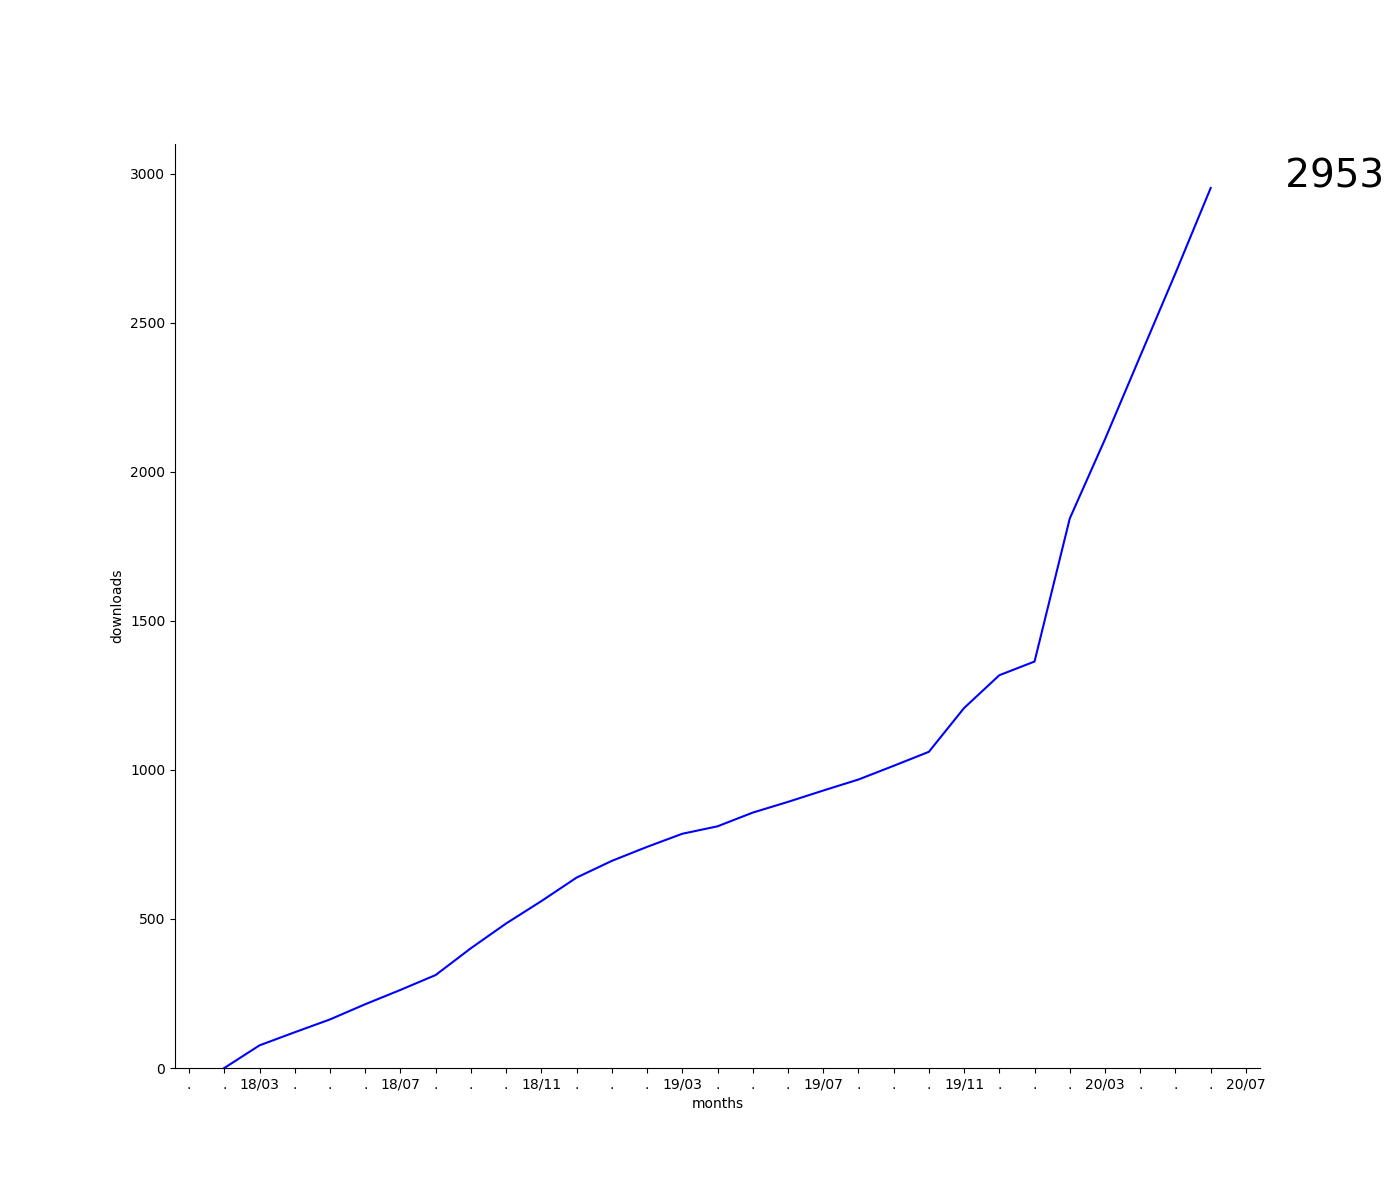 2953
3000
2500
2000
1500
1000
500
0
downloads
. . 18/03 . . . 18/07 . . . 18/11 . . . 19/03 . . . 19/07 . . . 19/11 . . . 20/03 . . . 20/07
months